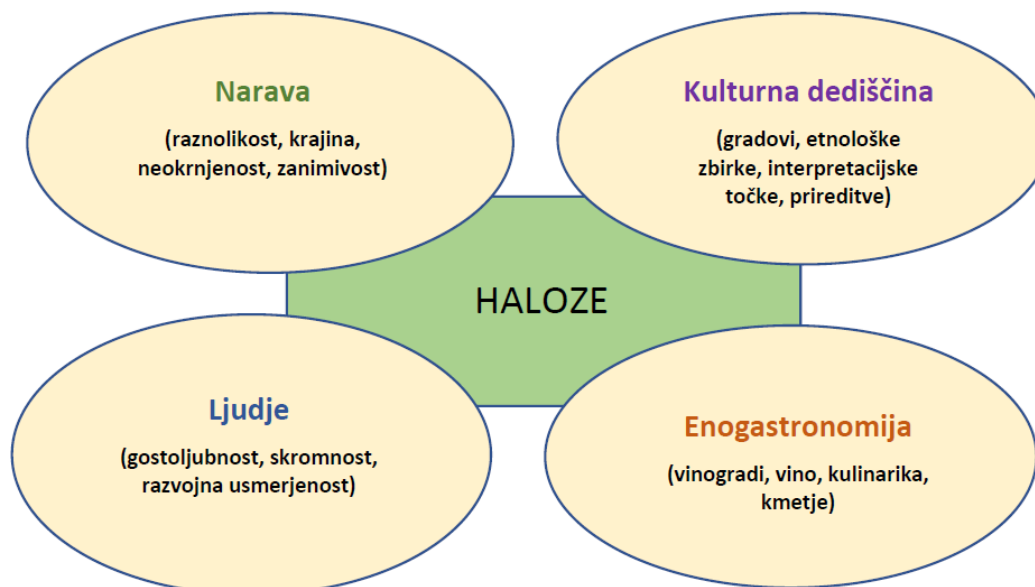 Narava
(raznolikost, krajina,
neokrnjenost, zanimivost)
Kulturna dediščina
(gradovi, etnološke
zbirke, interpretacijske
točke, prireditve)
HALOZE
Ljudje
(gostoljubnost, skromnost,
razvojna usmerjenost)
Enogastronomija
(vinogradi, vino, kulinarika,
kmetje)